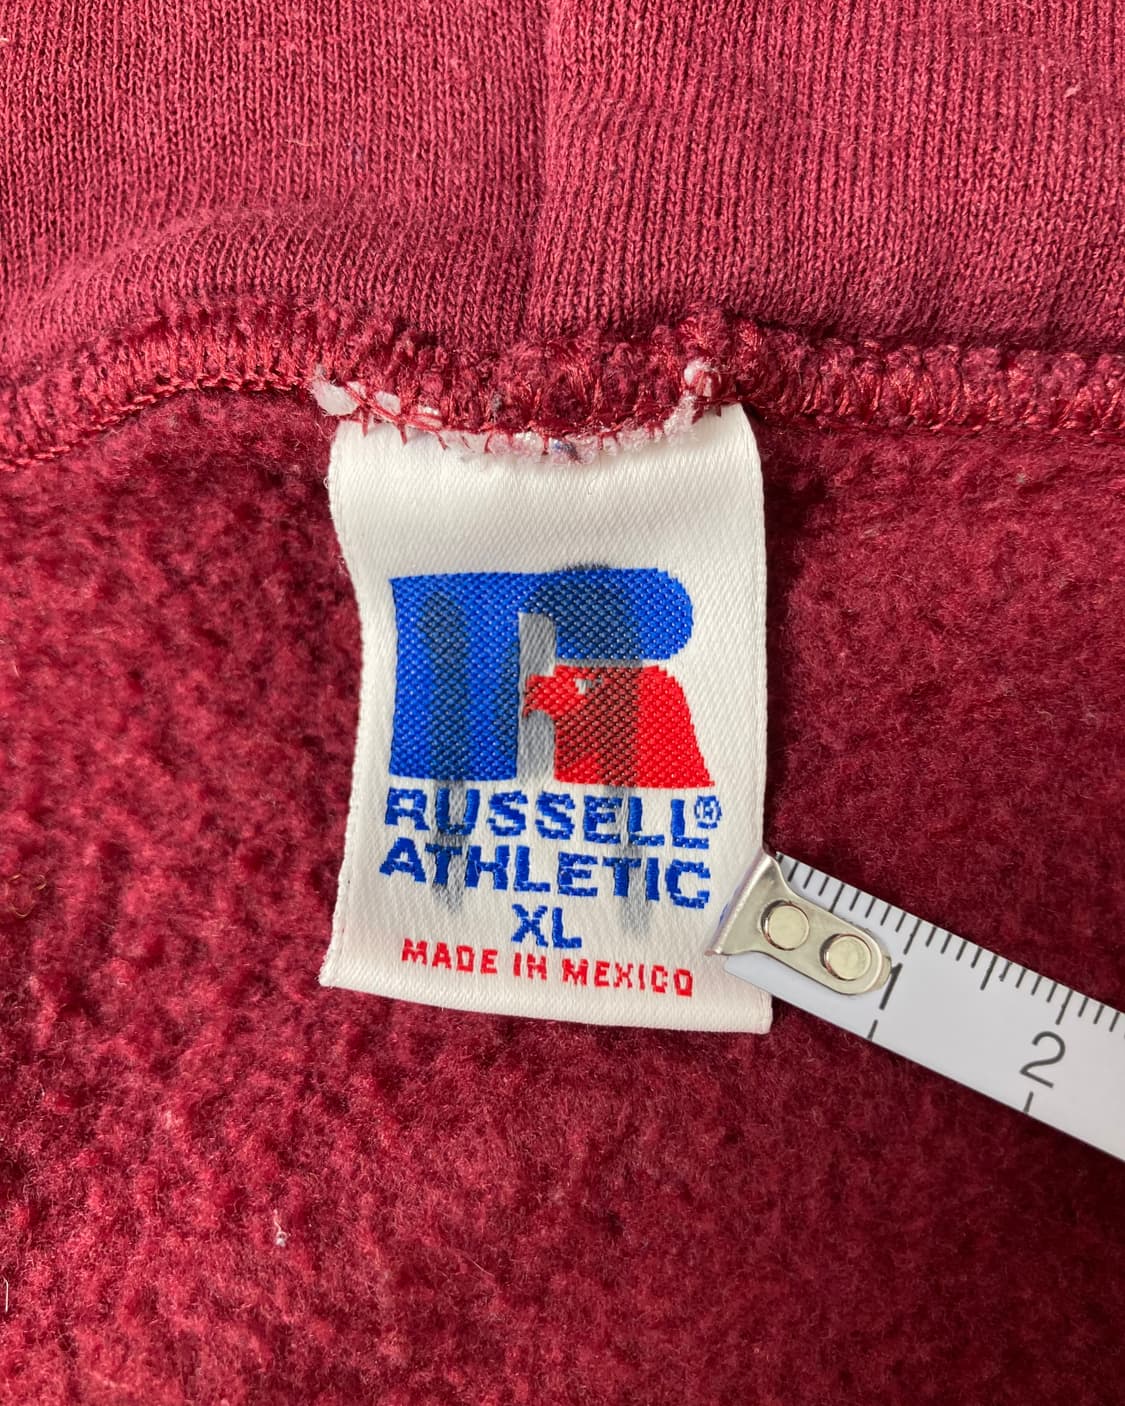 RUSSELL®
ATHLETIC
XL
MADE IN MEXICO
1
2